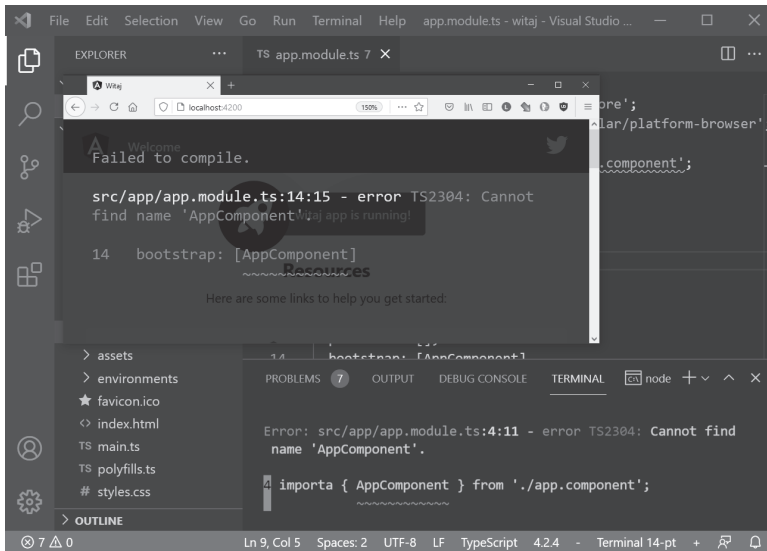 File Edit Selection View Go Run Terminal Help app.module.ts - witaj - Visual Studio ...
EXPLORER ...
TS app.module.ts 7
Witaj
localhost:4200
150%
ore';
lar/platform-browser'
.component';
Welcome
Failed to compile.
src/app/app.module.ts:14:15 - error TS2304: Cannot
find name 'AppComponent'.
witaj app is running!
14 bootstrap: [AppComponent]
~~~~~~~~~~~~
Resources
Here are some links to help you get started:
14 bootstrap: [AppComponent]
assets
environments
favicon.ico
index.html
TS main.ts
TS polyfills.ts
# styles.css
OUTLINE
PROBLEMS 7 OUTPUT DEBUG CONSOLE TERMINAL node
Error: src/app/app.module.ts:4:11 - error TS2304: Cannot find
name 'AppComponent'.
4 importa { AppComponent } from './app.component';
~~~~~~~~~~~~
7 0 Ln 9, Col 5 Spaces: 2 UTF-8 LF TypeScript 4.2.4 - Terminal 14-pt +